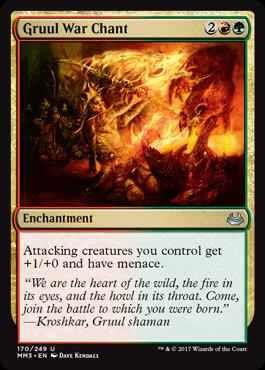 Gruul War Chant 2
Enchantment
Attacking creatures you control get
+1/+0 and have menace.
“We are the heart of the wild, the fire in
its eyes, and the howl in its throat. Come,
join the battle to which you were born.”
—Kroshkar, Gruul shaman
170/249 U
MM3 • EN Dave Kendall
™ & © 2017 Wizards of the Coast